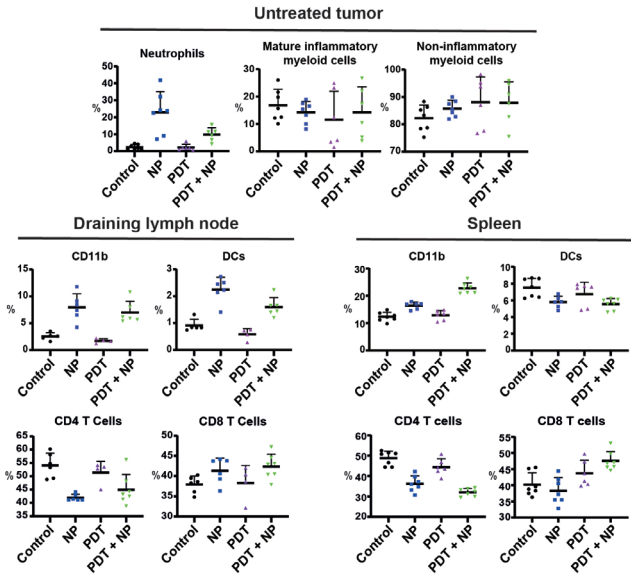 Untreated tumor
Neutrophils
%
50
40
30
20
10
0
Control
NP
PDT
PDT + NP
Mature inflammatory
myeloid cells
%
30
20
10
0
Control
NP
PDT
PDT + NP
Non-inflammatory
myeloid cells
%
100
90
80
70
Control
NP
PDT
PDT + NP
Draining lymph node
CD11b
%
15
10
5
0
Control
NP
PDT
PDT + NP
DCs
%
3
2
1
0
Control
NP
PDT
PDT + NP
CD4 T Cells
%
65
60
55
50
45
40
35
Control
NP
PDT
PDT + NP
CD8 T Cells
%
50
45
40
35
30
Control
NP
PDT
PDT + NP
Spleen
CD11b
%
30
20
10
0
Control
NP
PDT
PDT + NP
DCs
%
10
8
6
4
2
0
Control
NP
PDT
PDT + NP
CD4 T cells
%
60
50
40
30
20
Control
NP
PDT
PDT + NP
CD8 T cells
%
55
50
45
40
35
30
Control
NP
PDT
PDT + NP